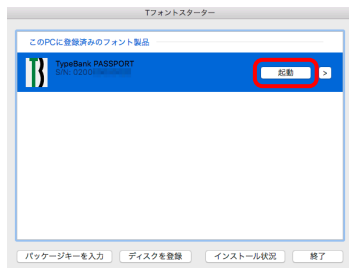 Tフォントスターター
このPCに登録済みのフォント製品
TypeBank PASSPORT
起動
>
S/N: 0200
パッケージキーを入力
ディスクを登録
インストール状況
終了